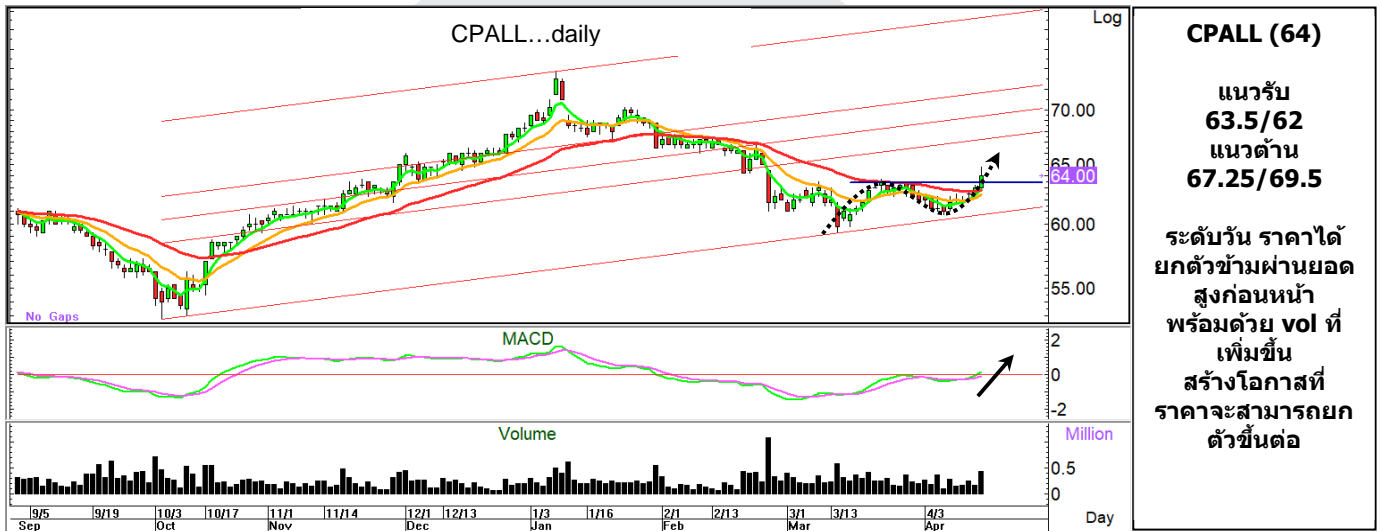 CPALL...daily
Log
70.00
65.00
64.00
60.00
55.00
No Gaps
MACD
2
0
-2
Volume
Million
0.5
0
9/5 9/19 10/3 10/17 11/1 11/14 12/1 12/13 1/3 1/16 2/1 2/13 3/1 3/13 4/3
Sep Oct Nov Dec Jan Feb Mar Apr
Day
CPALL (64)
แนวรับ
63.5/62
แนวต้าน
67.25/69.5
ระดับวัน ราคาได้
ยกตัวข้ามผ่านยอด
สูงก่อนหน้า
พร้อมด้วย vol ที่
เพิ่มขึ้น
สร้างโอกาสที่
ราคาจะสามารถยก
ตัวขึ้นต่อ